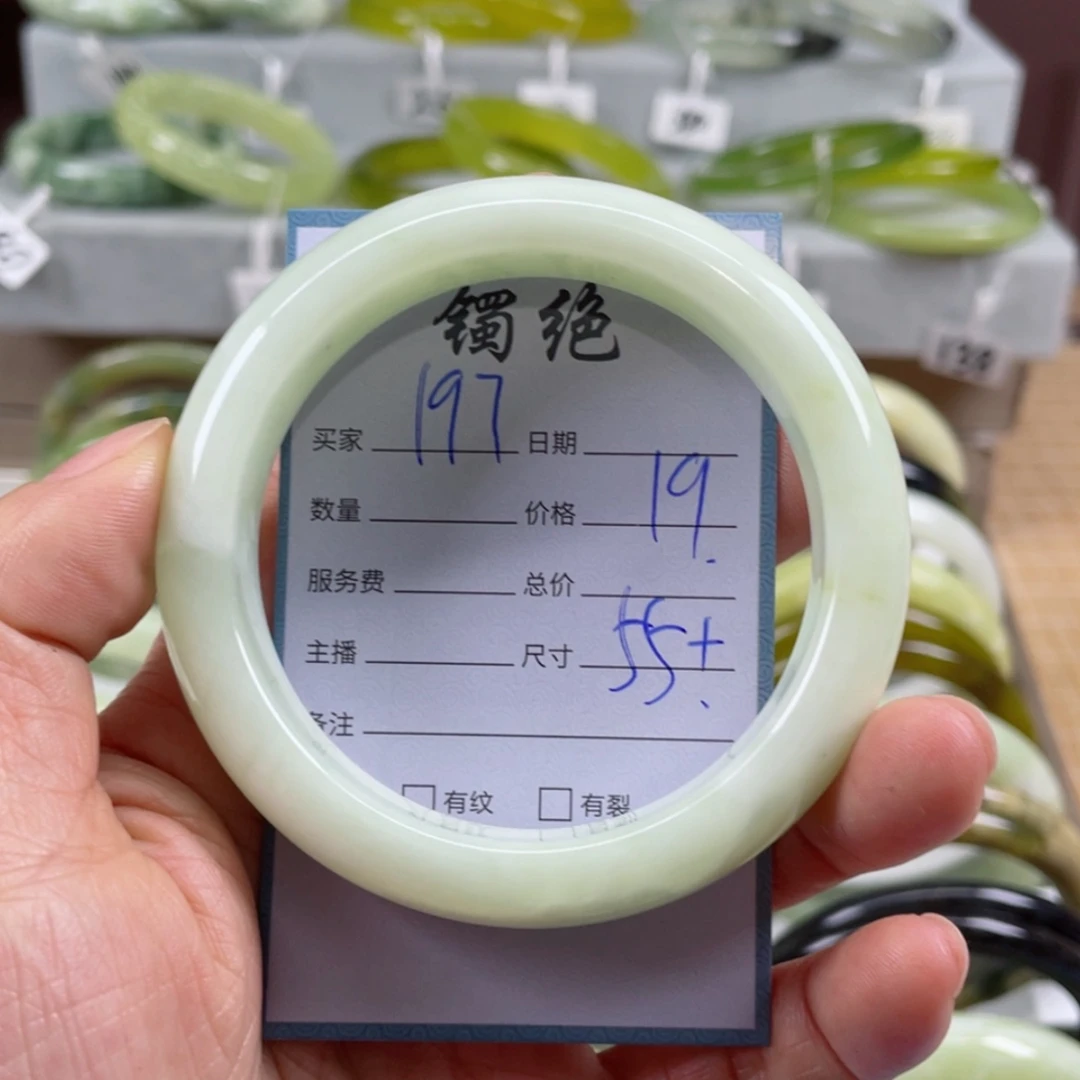 镯绝
买家 197 日期
数量 价格 19.
服务费 总价
主播 尺寸 55+
备注
有纹 有裂